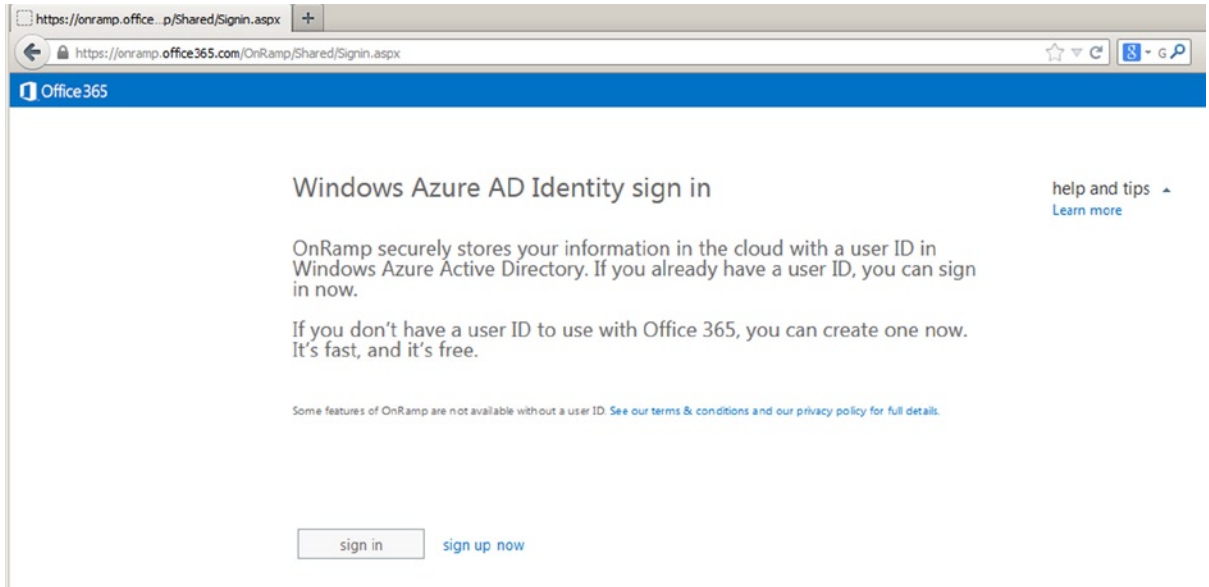 https://onramp.office...p/Shared/Signin.aspx
https://onramp.office365.com/OnRamp/Shared/Signin.aspx
8 G
Office 365
Windows Azure AD Identity sign in
help and tips
Learn more
OnRamp securely stores your information in the cloud with a user ID in
Windows Azure Active Directory. If you already have a user ID, you can sign
in now.
If you don't have a user ID to use with Office 365, you can create one now.
It's fast, and it's free.
Some features of OnRamp are not available without a user ID. See our terms & conditions and our privacy policy for full details.
sign in
sign up now